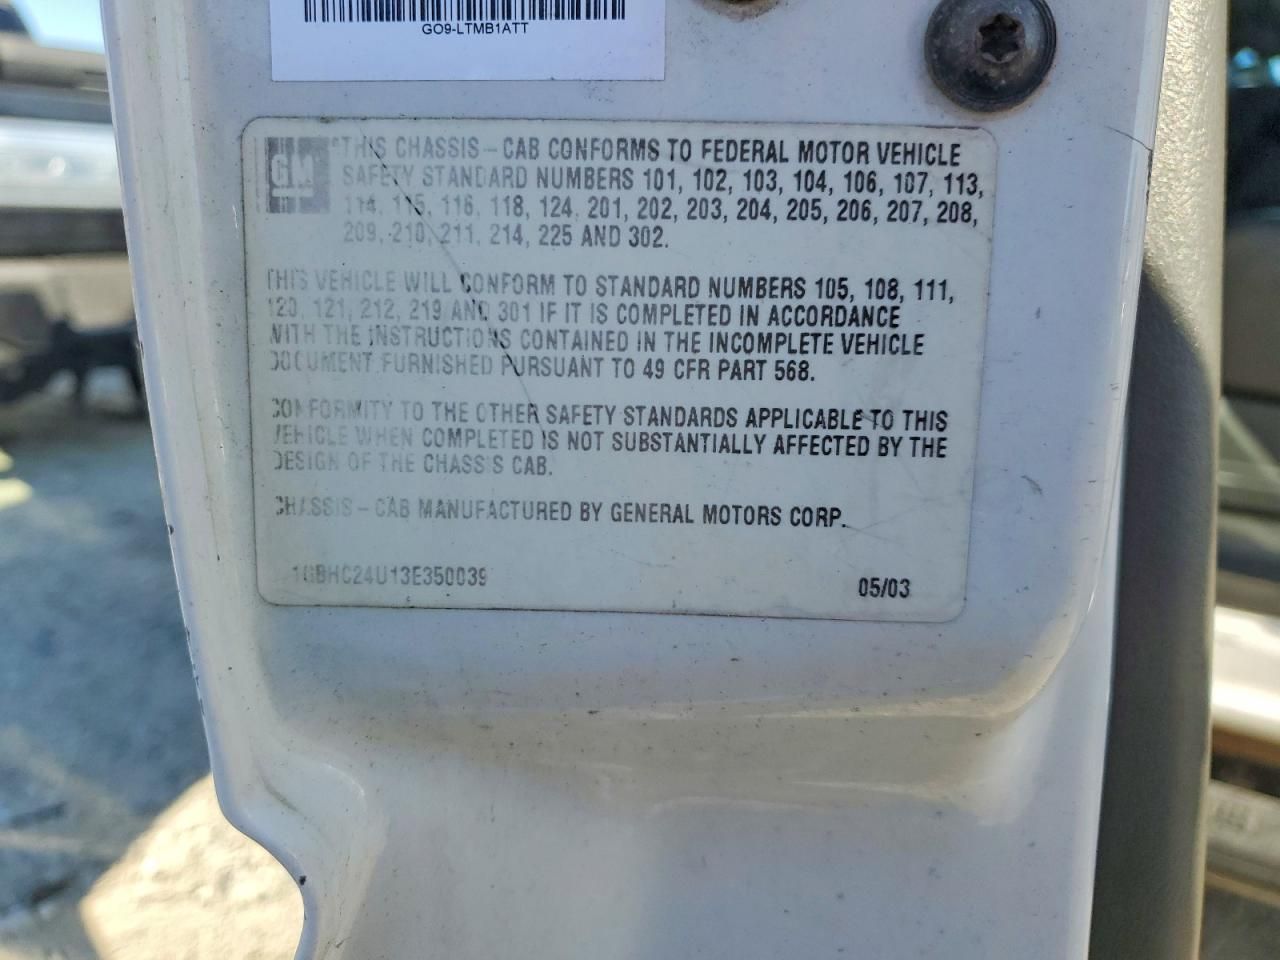 GO9-LTMB1ATT
GM
THIS CHASSIS-CAB CONFORMS TO FEDERAL MOTOR VEHICLE
SAFETY STANDARD NUMBERS 101, 102, 103, 104, 106, 107, 113,
114, 115, 116, 118, 124, 201, 202, 203, 204, 205, 206, 207, 208,
209, 210, 211, 214, 225 AND 302.
THIS VEHICLE WILL CONFORM TO STANDARD NUMBERS 105, 108, 111,
120, 121, 212, 219 AND 301 IF IT IS COMPLETED IN ACCORDANCE
WITH THE INSTRUCTIONS CONTAINED IN THE INCOMPLETE VEHICLE
DOCUMENT FURNISHED PURSUANT TO 49 CFR PART 568.
CONFORMITY TO THE OTHER SAFETY STANDARDS APPLICABLE TO THIS
VEHICLE WHEN COMPLETED IS NOT SUBSTANTIALLY AFFECTED BY THE
DESIGN OF THE CHASSIS CAB.
CHASSIS-CAB MANUFACTURED BY GENERAL MOTORS CORP.
1GBHC24U13E350039
05/03